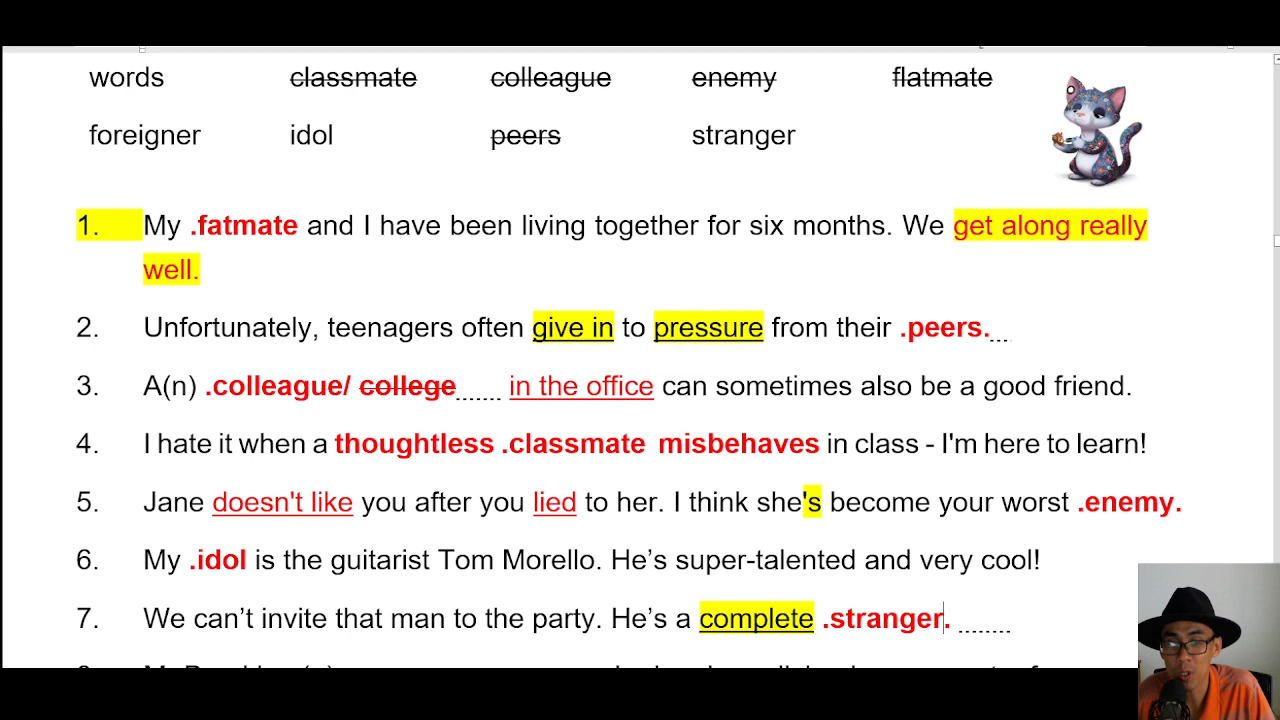 words classmate colleague enemy flatmate
foreigner idol peers stranger
1. My .fatmate and I have been living together for six months. We get along really
well.
2. Unfortunately, teenagers often give in to pressure from their .peers....
3. A(n) .colleague/ college....... in the office can sometimes also be a good friend.
4. I hate it when a thoughtless .classmate misbehaves in class - I'm here to learn!
5. Jane doesn't like you after you lied to her. I think she's become your worst .enemy.
6. My .idol is the guitarist Tom Morello. He’s super-talented and very cool!
7. We can’t invite that man to the party. He’s a complete .stranger. ........